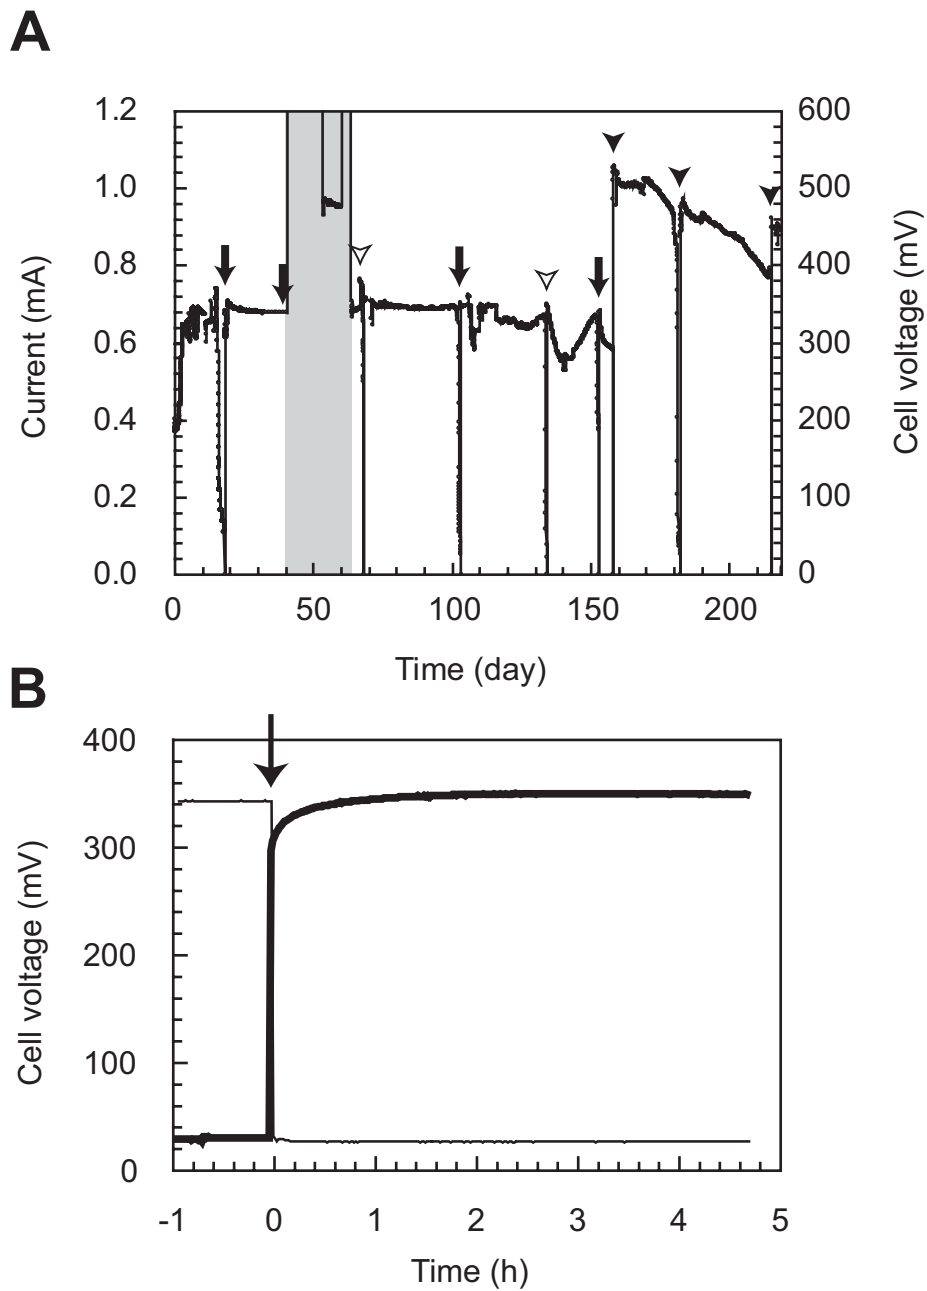 A
1.2 600
1.0 500
0.8 400
0.6 300
0.4 200
0.2 100
0.0 0
Current (mA)
Cell voltage (mV)
0 50 100 150 200
Time (day)
B
400
300
200
100
0
Cell voltage (mV)
-1 0 1 2 3 4 5
Time (h)